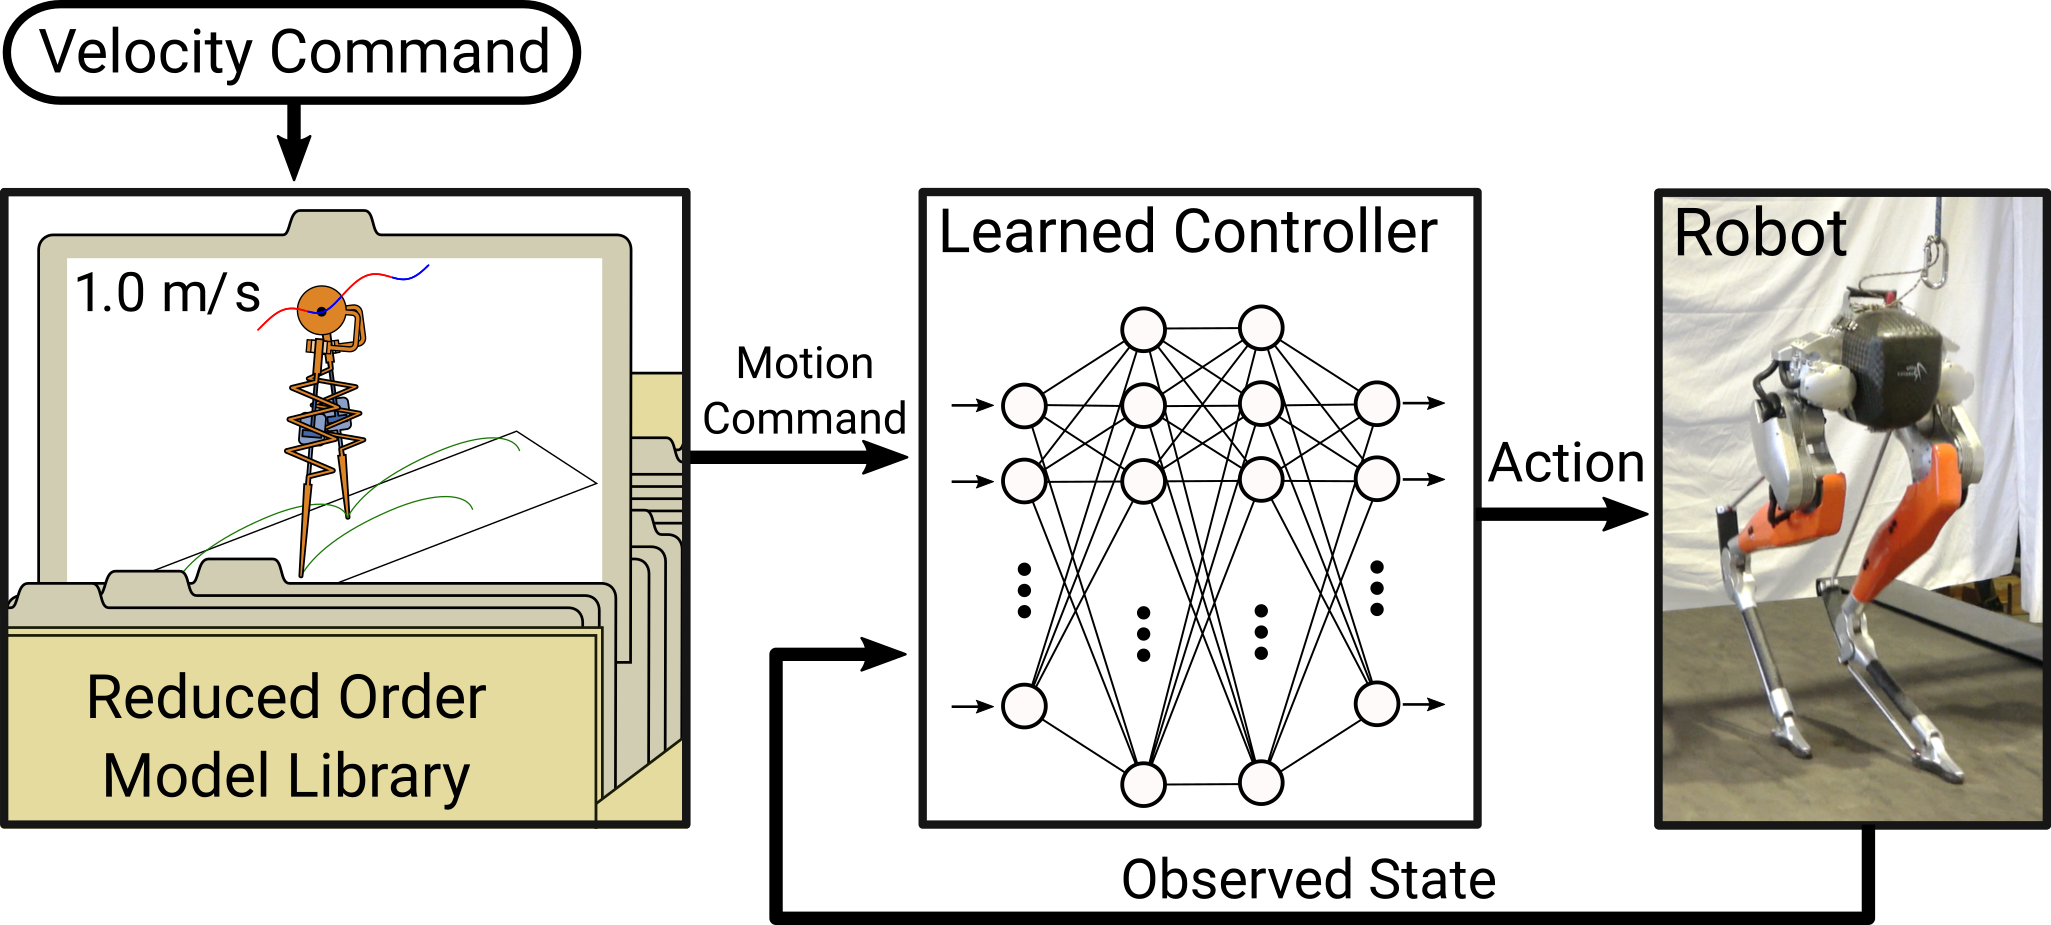 Velocity Command
1.0 m/s
Reduced Order
Model Library
Motion
Command
Learned Controller
Action
Robot
Observed State